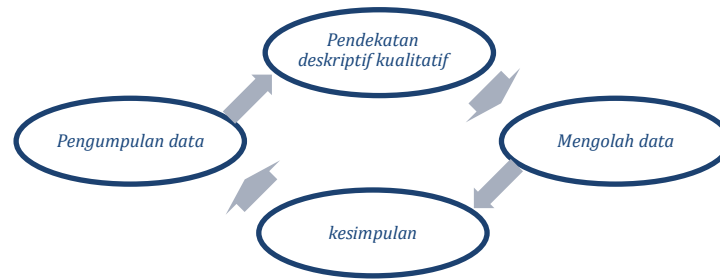 Pendekatan
deskriptif kualitatif
Pengumpulan data
Mengolah data
kesimpulan